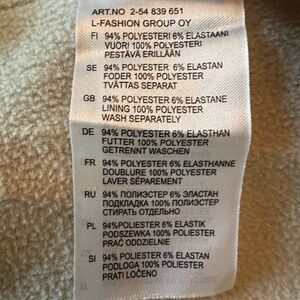 ART.NO 2-54 839 651
L-FASHION GROUP OY
FI 94% POLYESTERI 6% ELASTAANI
VUORI 100% POLYESTERI
PESTÄVÄ ERILLÄÄN
SE 94% POLYESTER 6% ELASTAN
FODER 100% POLYESTER
TVÄTTAS SEPARAT
GB 94% POLYESTER 6% ELASTANE
LINING 100% POLYESTER
WASH SEPARATELY
DE 94% POLYESTER 6% ELASTHAN
FUTTER 100% POLYESTER
GETRENNT WASCHEN
FR 94% POLYESTER 6% ELASTHANNE
DOUBLURE 100% POLYESTER
LAVER SÉPAREMENT
RU 94% ПОЛИЭСТЕР 6% ЭЛАСТАН
ПОДКЛАДКА 100% ПОЛИЭСТЕР
СТИРАТЬ ОТДЕЛЬНО
PL 94%POLIESTER 6% ELASTIK
PODSZEWKA 100% POLIESTER
PRAĆ ODDZIELNIE
SI 94% POLIESTER 6% ELASTAN
PODLOGA 100% POLIESTER
PRATI LOČENO